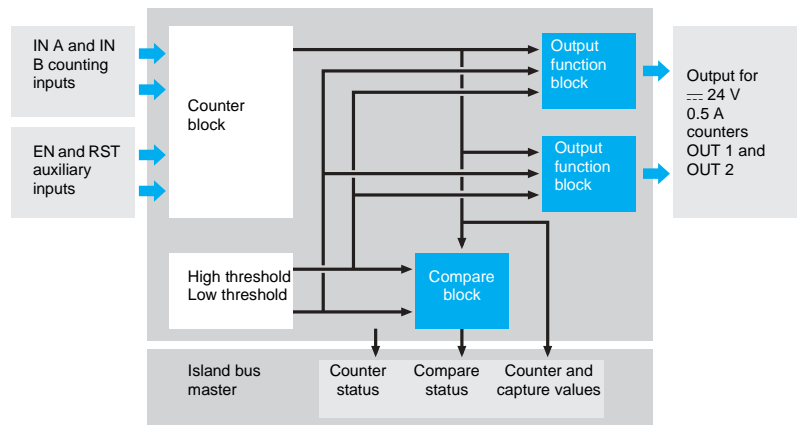 IN A and IN
B counting
inputs
EN and RST
auxiliary
inputs
Counter
block
High threshold
Low threshold
Output
function
block
Output
function
block
Compare
block
Output for
⎓ 24 V
0.5 A
counters
OUT 1 and
OUT 2
Island bus
master
Counter
status
Compare
status
Counter and
capture values